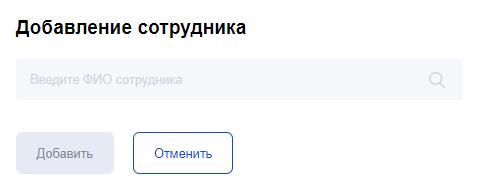 Добавление сотрудника
Введите ФИО сотрудника
Добавить Отменить